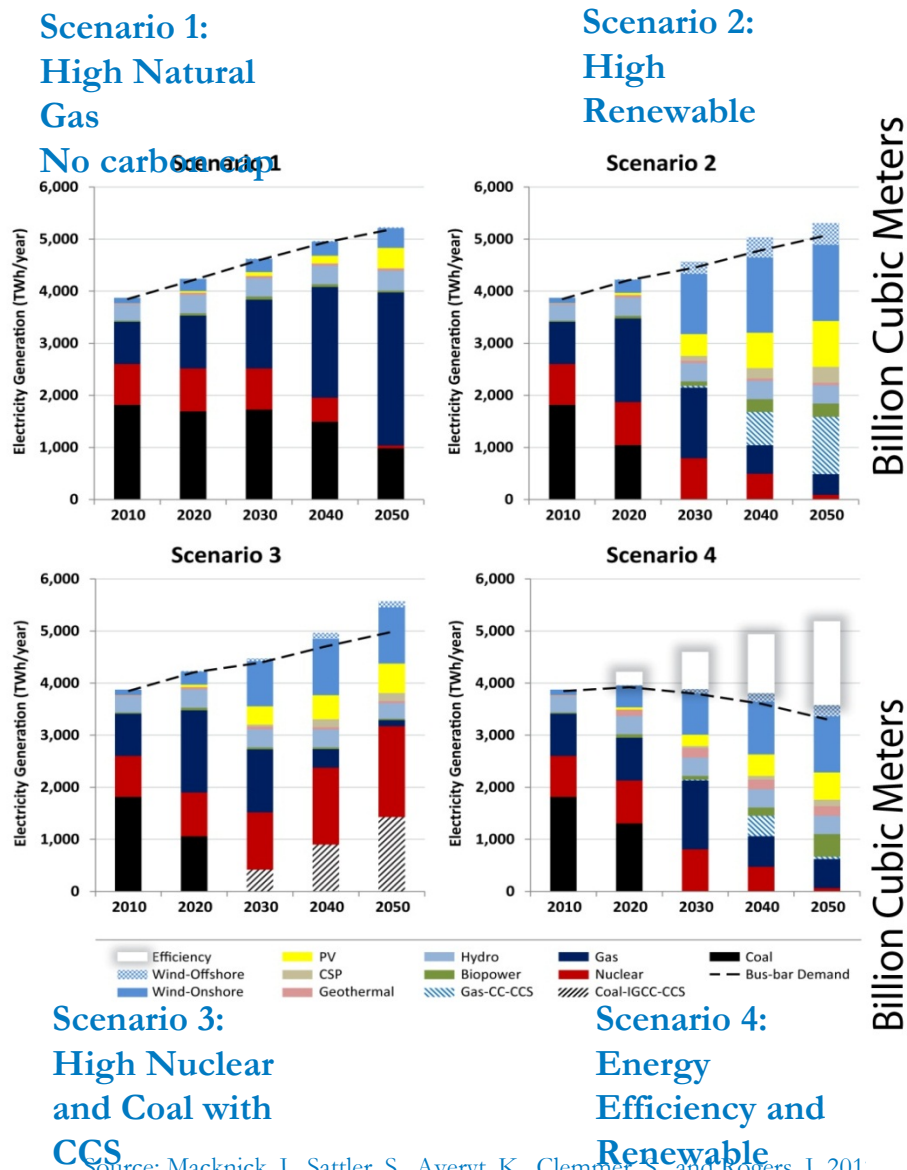 Scenario 1:
High Natural
Gas
No carbon cap
Scenario 2:
High
Renewable
Scenario 1
6,000
5,000
4,000
3,000
2,000
1,000
0
Electricity Generation (TWh/year)
2010 2020 2030 2040 2050
Scenario 2
6,000
5,000
4,000
3,000
2,000
1,000
0
Electricity Generation (TWh/year)
2010 2020 2030 2040 2050
Billion Cubic Meters
Scenario 3
6,000
5,000
4,000
3,000
2,000
1,000
0
Electricity Generation (TWh/year)
2010 2020 2030 2040 2050
Scenario 4
6,000
5,000
4,000
3,000
2,000
1,000
0
Electricity Generation (TWh/year)
2010 2020 2030 2040 2050
Billion Cubic Meters
Efficiency PV Hydro Gas Coal
Wind-Offshore CSP Biopower Nuclear Bus-bar Demand
Wind-Onshore Geothermal Gas-CC-CCS Coal-IGCC-CCS
Scenario 3:
High Nuclear
and Coal with
CCS
Scenario 4:
Energy
Efficiency and
Renewable
Source: Macknick, J., Sattler, S., Averyt, K., Clemmer, S., and Rogers, J. 201